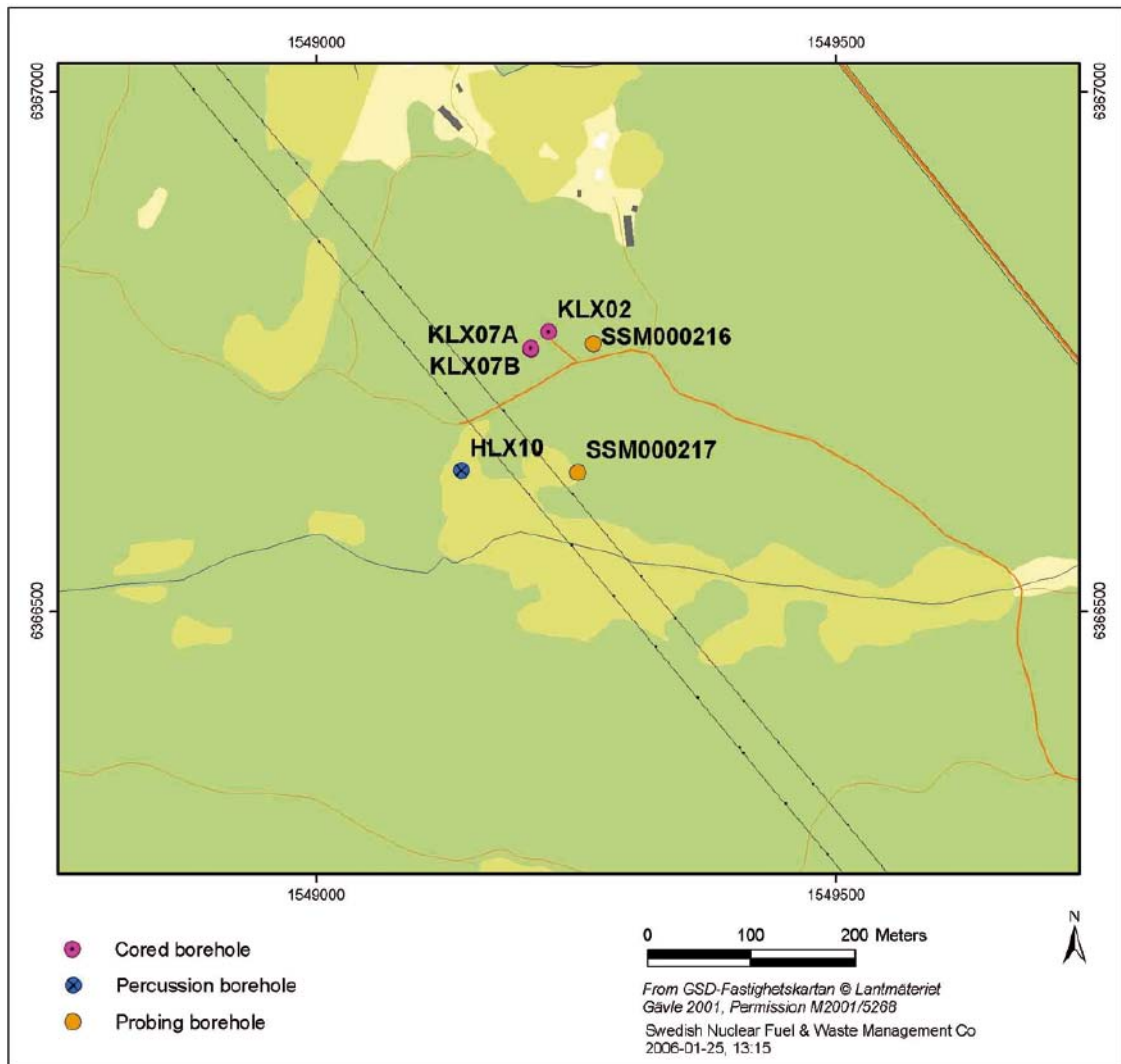 1549000
1549500
6367000
6367000
KLX02
KLX07A
SSM000216
KLX07B
HLX10
SSM000217
6366500
6366500
1549000
1549500
Cored borehole
Percussion borehole
Probing borehole
0 100 200 Meters
N
From GSD-Fastighetskartan © Lantmäteriet
Gävle 2001, Permission M2001/5268
Swedish Nuclear Fuel & Waste Management Co
2006-01-25, 13:15